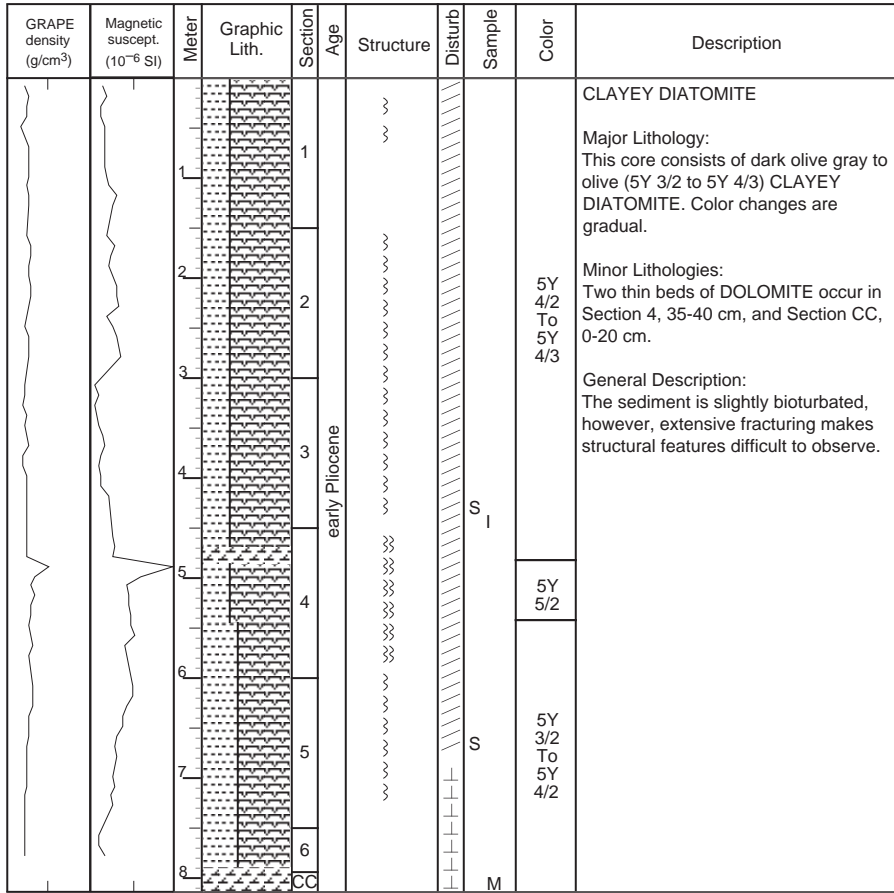 GRAPE
density
(g/cm³)
Magnetic
suscept.
(10⁻⁶ SI)
Meter
Graphic
Lith.
Section
Age
Structure
Disturb
Sample
Color
Description
1
2
3
4
5
6
7
8
1
2
3
4
5
6
CC
early Pliocene
S
I
S
M
5Y
4/2
To
5Y
4/3
5Y
5/2
5Y
3/2
To
5Y
4/2
CLAYEY DIATOMITE
Major Lithology:
This core consists of dark olive gray to
olive (5Y 3/2 to 5Y 4/3) CLAYEY
DIATOMITE. Color changes are
gradual.
Minor Lithologies:
Two thin beds of DOLOMITE occur in
Section 4, 35-40 cm, and Section CC,
0-20 cm.
General Description:
The sediment is slightly bioturbated,
however, extensive fracturing makes
structural features difficult to observe.